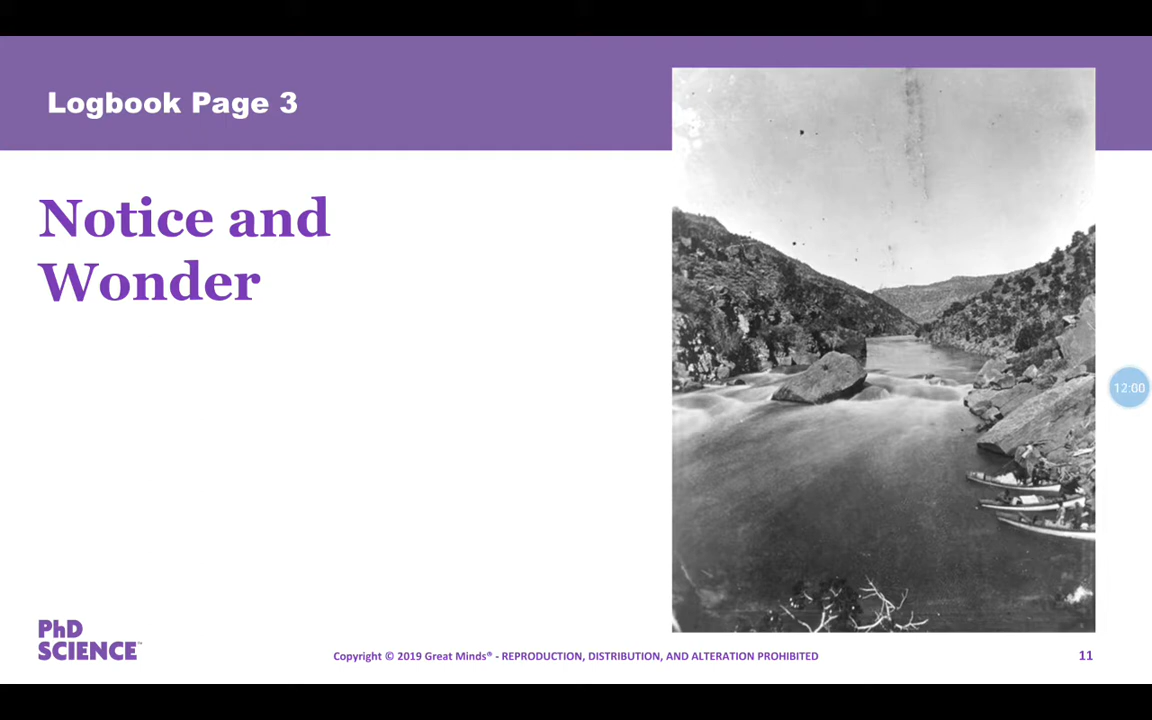 Logbook Page 3
Notice and
Wonder
12:00
PhD
SCIENCE™
Copyright © 2019 Great Minds® - REPRODUCTION, DISTRIBUTION, AND ALTERATION PROHIBITED
11